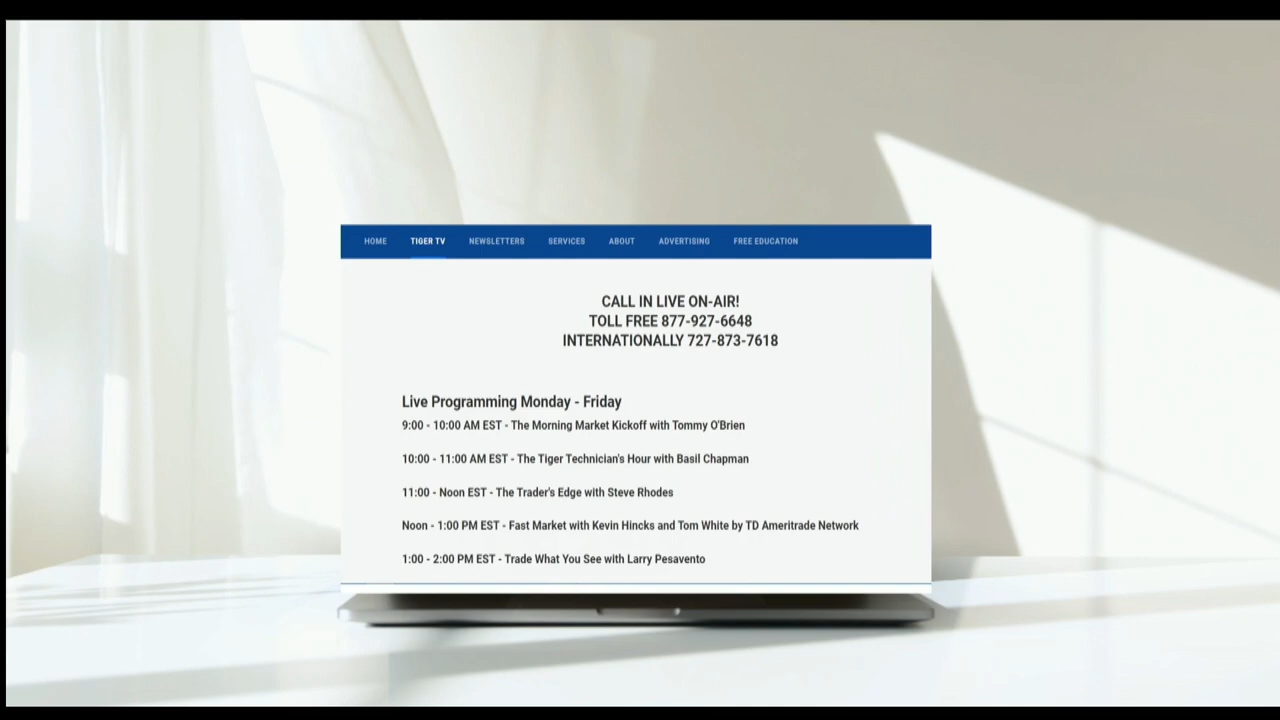 HOME TIGER TV NEWSLETTERS SERVICES ABOUT ADVERTISING FREE EDUCATION
CALL IN LIVE ON-AIR!
TOLL FREE 877-927-6648
INTERNATIONALLY 727-873-7618
Live Programming Monday - Friday
9:00 - 10:00 AM EST - The Morning Market Kickoff with Tommy O'Brien
10:00 - 11:00 AM EST - The Tiger Technician's Hour with Basil Chapman
11:00 - Noon EST - The Trader's Edge with Steve Rhodes
Noon - 1:00 PM EST - Fast Market with Kevin Hincks and Tom White by TD Ameritrade Network
1:00 - 2:00 PM EST - Trade What You See with Larry Pesavento